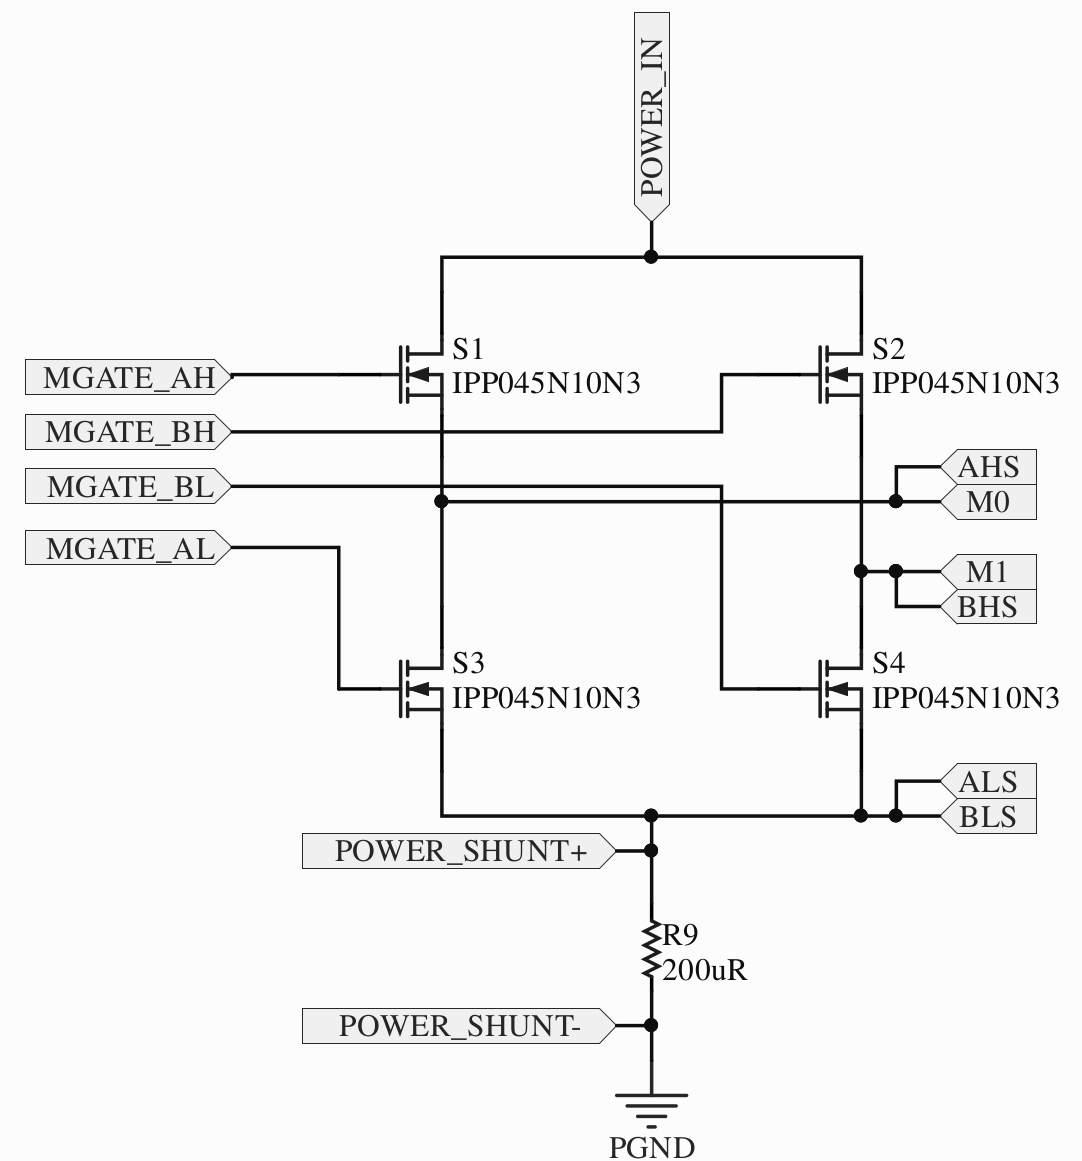 POWER_IN
S1
IPP045N10N3
S2
IPP045N10N3
MGATE_AH
MGATE_BH
MGATE_BL
MGATE_AL
AHS
M0
M1
BHS
S3
IPP045N10N3
S4
IPP045N10N3
ALS
BLS
POWER_SHUNT+
R9
200uR
POWER_SHUNT-
PGND